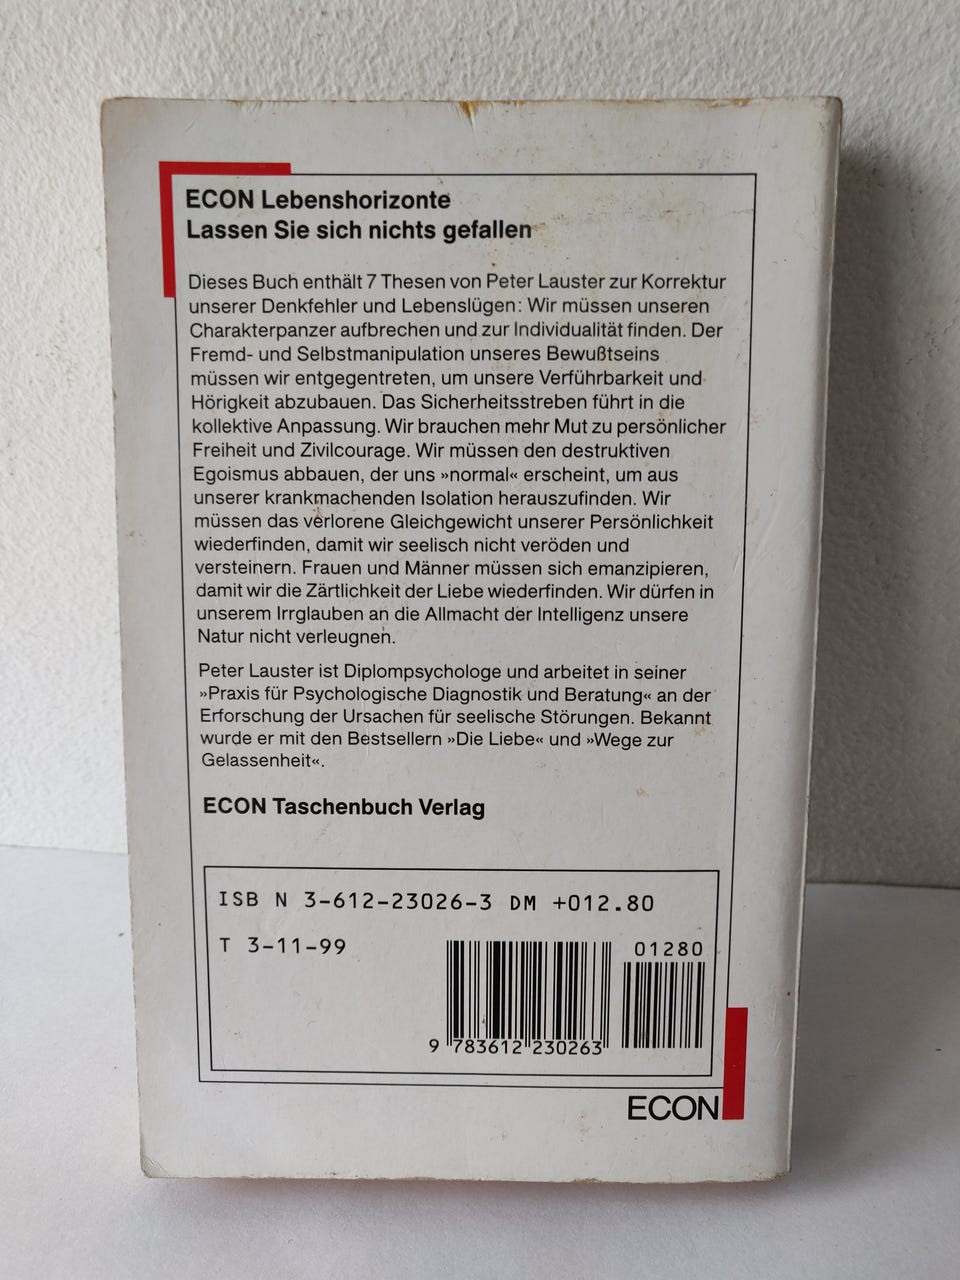 ECON Lebenshorizonte
Lassen Sie sich nichts gefallen
Dieses Buch enthält 7 Thesen von Peter Lauster zur Korrektur
unserer Denkfehler und Lebenslügen: Wir müssen unseren
Charakterpanzer aufbrechen und zur Individualität finden. Der
Fremd- und Selbstmanipulation unseres Bewußtseins
müssen wir entgegentreten, um unsere Verführbarkeit und
Hörigkeit abzubauen. Das Sicherheitsstreben führt in die
kollektive Anpassung. Wir brauchen mehr Mut zu persönlicher
Freiheit und Zivilcourage. Wir müssen den destruktiven
Egoismus abbauen, der uns »normal« erscheint, um aus
unserer krankmachenden Isolation herauszufinden. Wir
müssen das verlorene Gleichgewicht unserer Persönlichkeit
wiederfinden, damit wir seelisch nicht veröden und
versteinern. Frauen und Männer müssen sich emanzipieren,
damit wir die Zärtlichkeit der Liebe wiederfinden. Wir dürfen in
unserem Irrglauben an die Allmacht der Intelligenz unsere
Natur nicht verleugnen.
Peter Lauster ist Diplompsychologe und arbeitet in seiner
»Praxis für Psychologische Diagnostik und Beratung« an der
Erforschung der Ursachen für seelische Störungen. Bekannt
wurde er mit den Bestsellern »Die Liebe« und »Wege zur
Gelassenheit«.
ECON Taschenbuch Verlag
ISB N 3-612-23026-3 DM +012.80
T 3-11-99
01280
9 783612 230263
ECON